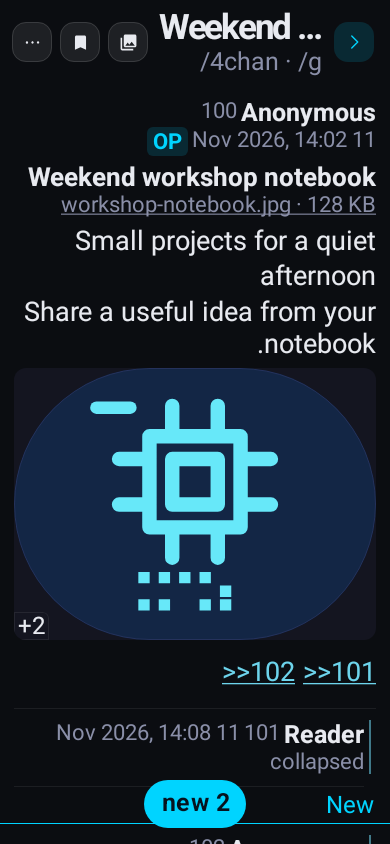 Weekend ...
/4chan · /g
100 Anonymous
OP Nov 2026, 14:02 11
Weekend workshop notebook
workshop-notebook.jpg · 128 KB
Small projects for a quiet
afternoon
Share a useful idea from your
.notebook
+2
>>102 >>101
Nov 2026, 14:08 11 101 Reader
collapsed
new 2
New